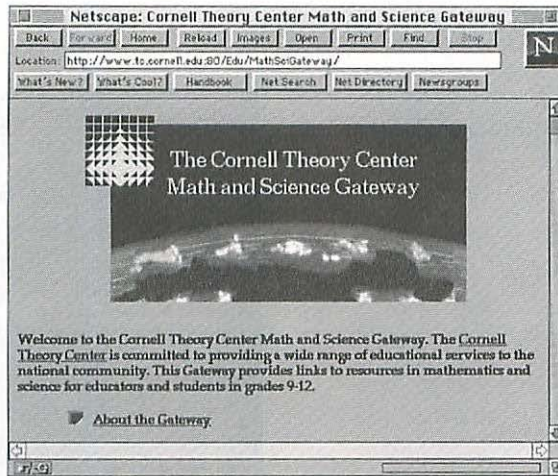 Netscape: Cornell Theory Center Math and Science Gateway
Back Forward Home Reload Images Open Print Find Stop
N
Location: http://www.tc.cornell.edu:80/Edu/MathSciGateway/
What's New? What's Cool? Handbook Net Search Net Directory Newsgroups
The Cornell Theory Center
Math and Science Gateway
Welcome to the Cornell Theory Center Math and Science Gateway. The Cornell
Theory Center is committed to providing a wide range of educational services to the
national community. This Gateway provides links to resources in mathematics and
science for educators and students in grades 9-12.
About the Gateway